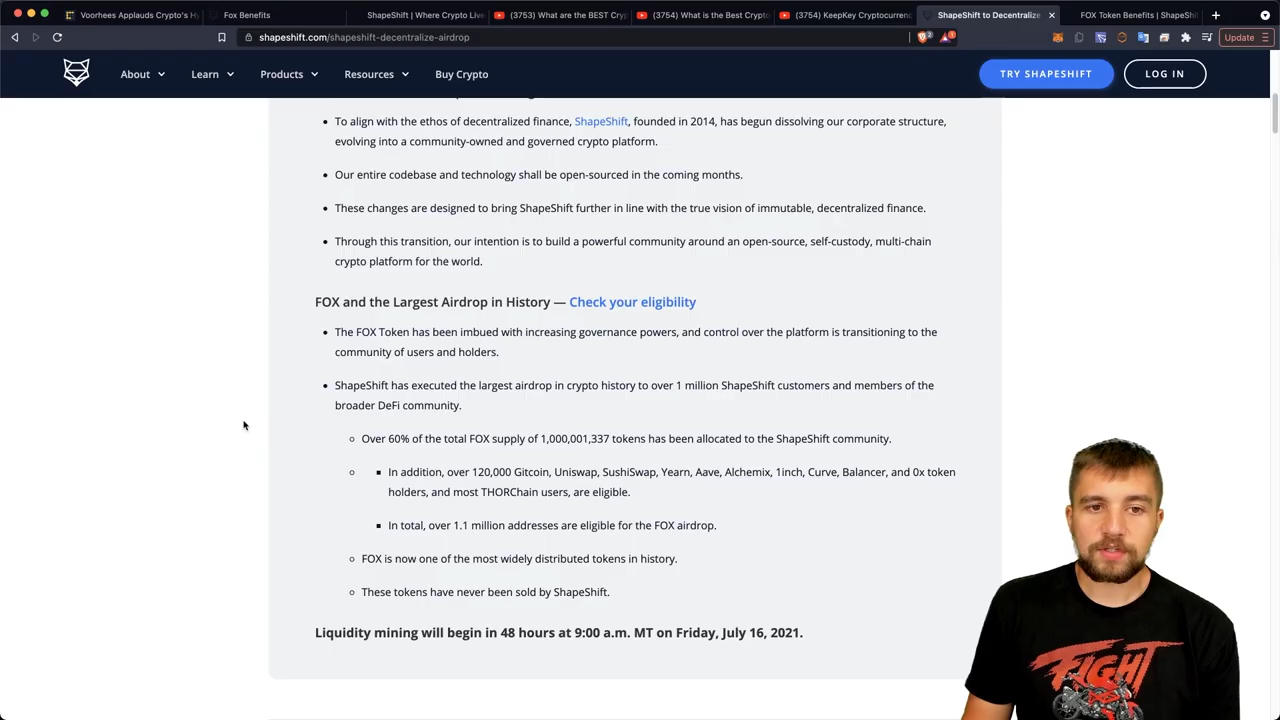 Voorhees Applauds Crypto's H
Fox Benefits
ShapeShift | Where Crypto Live
(3753) What are the BEST Cryp
(3754) What is the Best Crypto
(3754) KeepKey Cryptocurrenc
ShapeShift to Decentralize
FOX Token Benefits | ShapeShi
shapeshift.com/shapeshift-decentralize-airdrop
2
1
Update
About
Learn
Products
Resources
Buy Crypto
TRY SHAPESHIFT
LOG IN
• To align with the ethos of decentralized finance, ShapeShift, founded in 2014, has begun dissolving our corporate structure,
evolving into a community-owned and governed crypto platform.
• Our entire codebase and technology shall be open-sourced in the coming months.
• These changes are designed to bring ShapeShift further in line with the true vision of immutable, decentralized finance.
• Through this transition, our intention is to build a powerful community around an open-source, self-custody, multi-chain
crypto platform for the world.
FOX and the Largest Airdrop in History — Check your eligibility
• The FOX Token has been imbued with increasing governance powers, and control over the platform is transitioning to the
community of users and holders.
• ShapeShift has executed the largest airdrop in crypto history to over 1 million ShapeShift customers and members of the
broader DeFi community.
Over 60% of the total FOX supply of 1,000,001,337 tokens has been allocated to the ShapeShift community.
In addition, over 120,000 Gitcoin, Uniswap, SushiSwap, Yearn, Aave, Alchemix, 1inch, Curve, Balancer, and 0x token
holders, and most THORChain users, are eligible.
In total, over 1.1 million addresses are eligible for the FOX airdrop.
FOX is now one of the most widely distributed tokens in history.
These tokens have never been sold by ShapeShift.
Liquidity mining will begin in 48 hours at 9:00 a.m. MT on Friday, July 16, 2021.
FIGHT